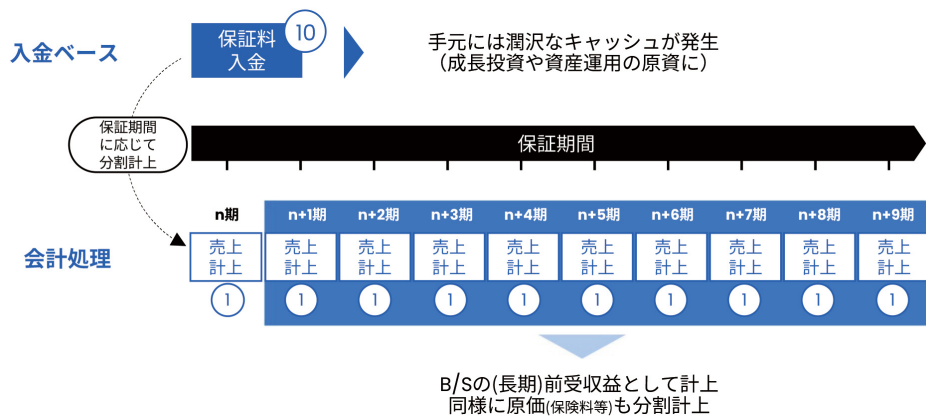 入金ベース
保証料
入金
10
手元には潤沢なキャッシュが発生
（成長投資や資産運用の原資に）
保証期間
に応じて
分割計上
保証期間
n期
n+1期
n+2期
n+3期
n+4期
n+5期
n+6期
n+7期
n+8期
n+9期
会計処理
売上
計上
売上
計上
売上
計上
売上
計上
売上
計上
売上
計上
売上
計上
売上
計上
売上
計上
売上
計上
1
1
1
1
1
1
1
1
1
1
B/Sの(長期)前受収益として計上
同様に原価(保険料等)も分割計上